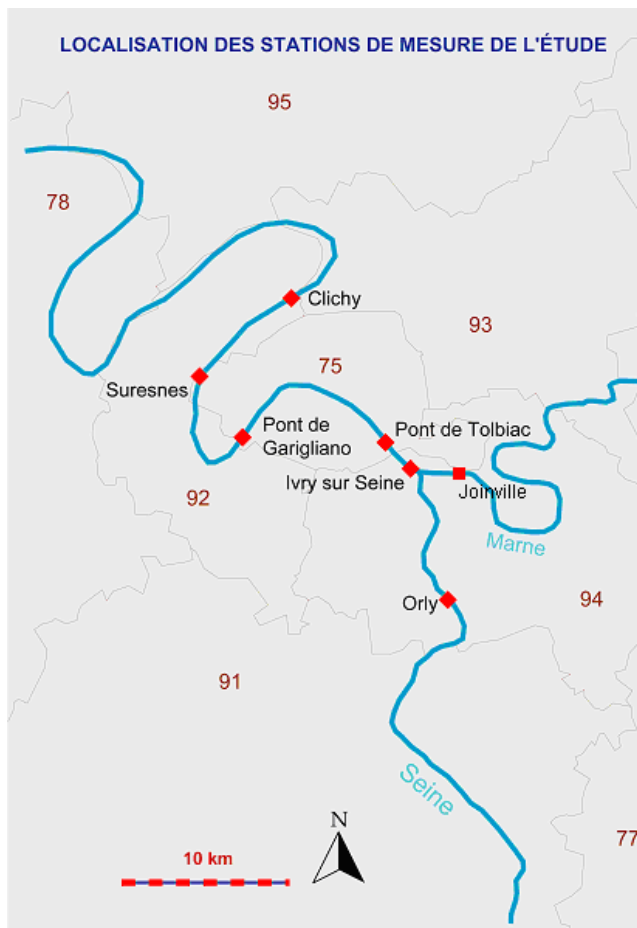 LOCALISATION DES STATIONS DE MESURE DE L'ÉTUDE
95
78
Clichy
93
75
Suresnes
Pont de
Garigliano
Pont de Tolbiac
Ivry sur Seine
Joinville
92
Marne
Orly
94
91
Seine
77
N
10 km